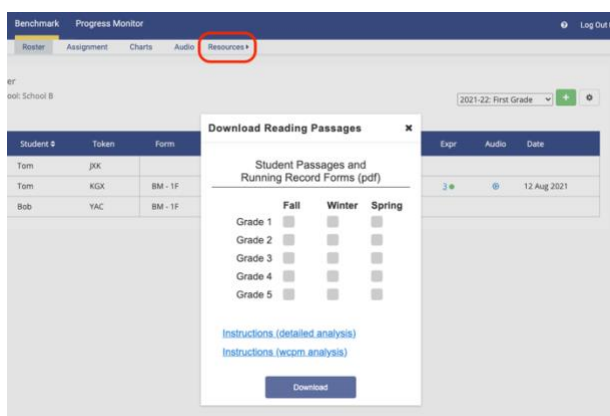 Benchmark Progress Monitor Log Out
Roster Assignment Charts Audio Resources
er
ool: School B
2021-22: First Grade
+
Download Reading Passages ×
Student Token Form Expr Audio Date
Tom JXK
Tom KGX BM - 1F 3 12 Aug 2021
Bob YAC BM - 1F
Student Passages and
Running Record Forms (pdf)
Fall Winter Spring
Grade 1
Grade 2
Grade 3
Grade 4
Grade 5
Instructions (detailed analysis)
Instructions (wcpm analysis)
Download